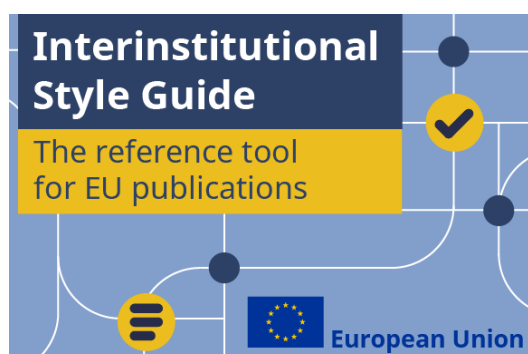 Interinstitutional
Style Guide
The reference tool
for EU publications
European Union